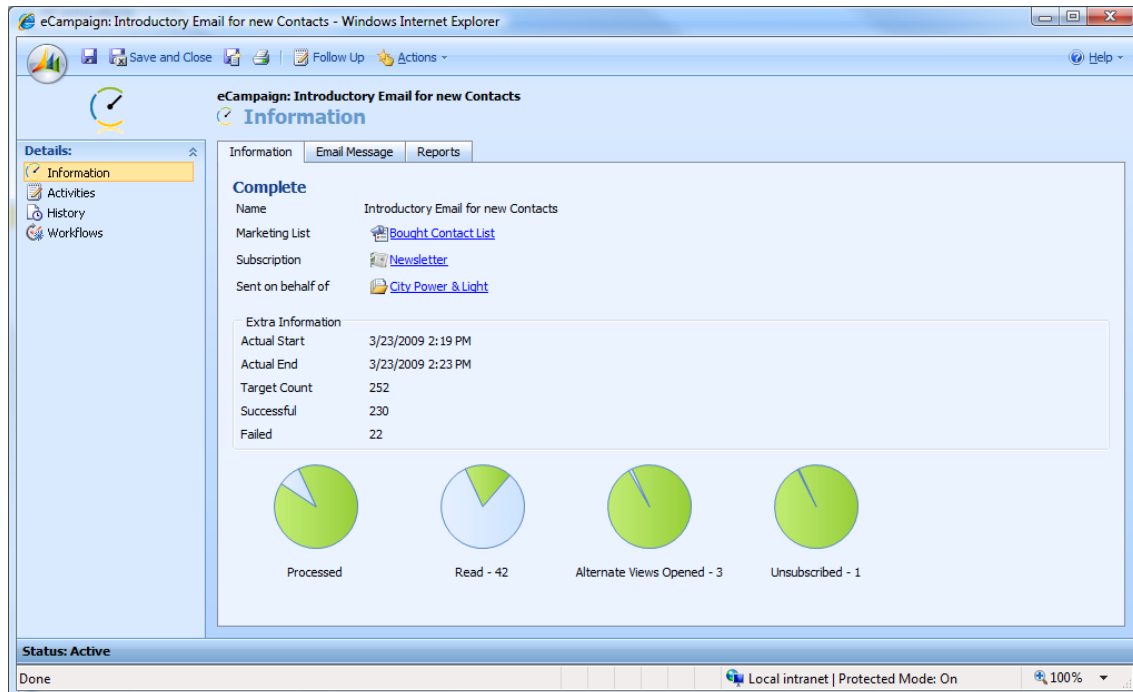 eCampaign: Introductory Email for new Contacts - Windows Internet Explorer
Save and Close Follow Up Actions Help
eCampaign: Introductory Email for new Contacts
Information
Details:
Information
Activities
History
Workflows
Information Email Message Reports
Complete
Name Introductory Email for new Contacts
Marketing List Bought Contact List
Subscription Newsletter
Sent on behalf of City Power & Light
Extra Information
Actual Start 3/23/2009 2:19 PM
Actual End 3/23/2009 2:23 PM
Target Count 252
Successful 230
Failed 22
Processed Read - 42 Alternate Views Opened - 3 Unsubscribed - 1
Status: Active
Done Local intranet | Protected Mode: On 100%